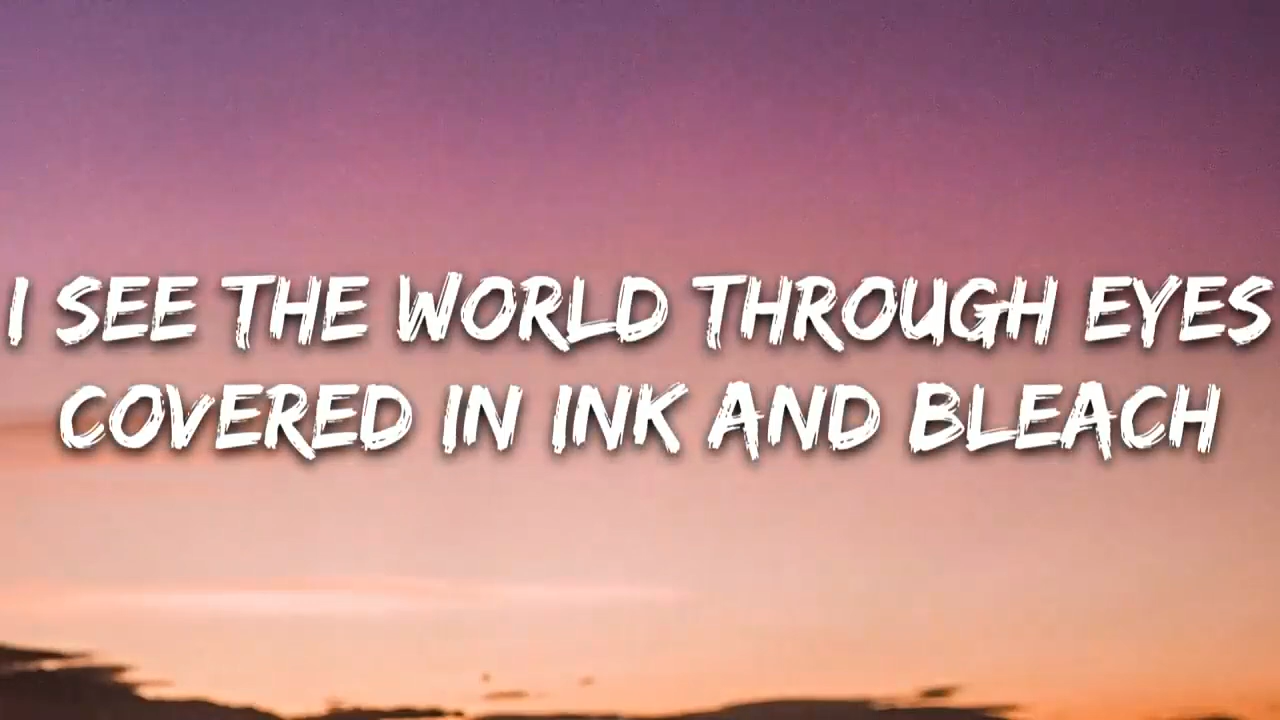 I SEE THE WORLD THROUGH EYES
COVERED IN INK AND BLEACH